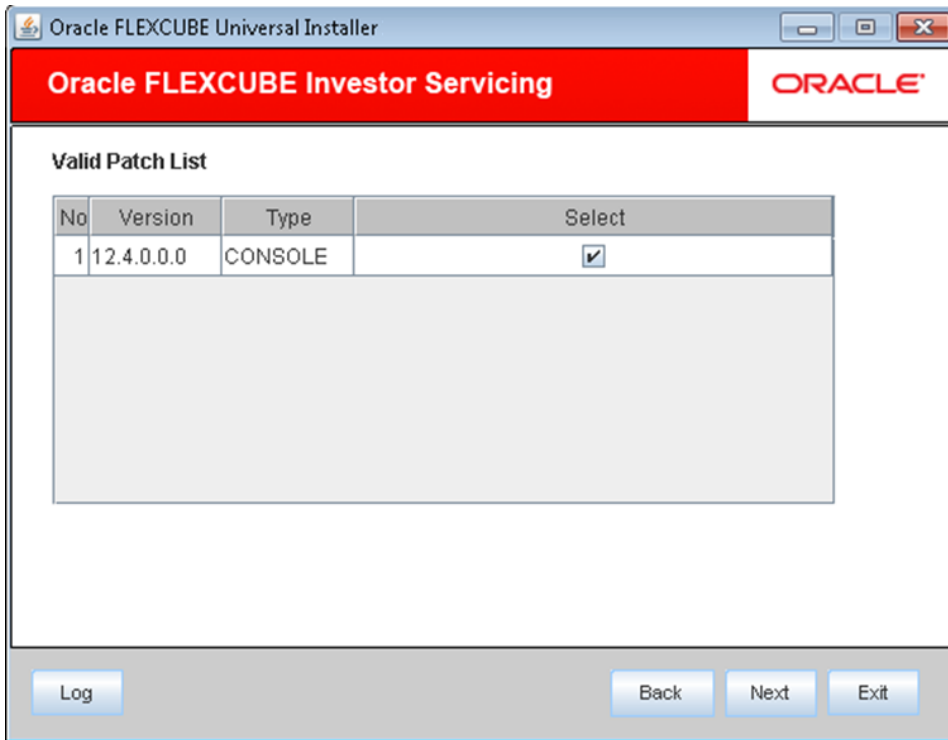 Oracle FLEXCUBE Universal Installer
Oracle FLEXCUBE Investor Servicing
ORACLE
Valid Patch List
No Version Type Select
1 12.4.0.0.0 CONSOLE
Log Back Next Exit